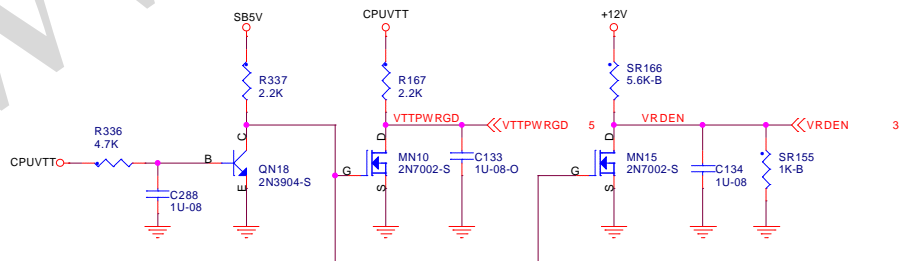 SB5V
CPUVTT
+12V
R337
2.2K
R167
2.2K
SR166
5.6K-B
R336
4.7K
CPUVTT
B
C
E
QN18
2N3904-S
C288
1U-08
VTTPWRGD
VTTPWRGD 5
G
D
S
MN10
2N7002-S
C133
1U-08-O
VRDEN
VRDEN 3
G
D
S
MN15
2N7002-S
C134
1U-08
SR155
1K-B